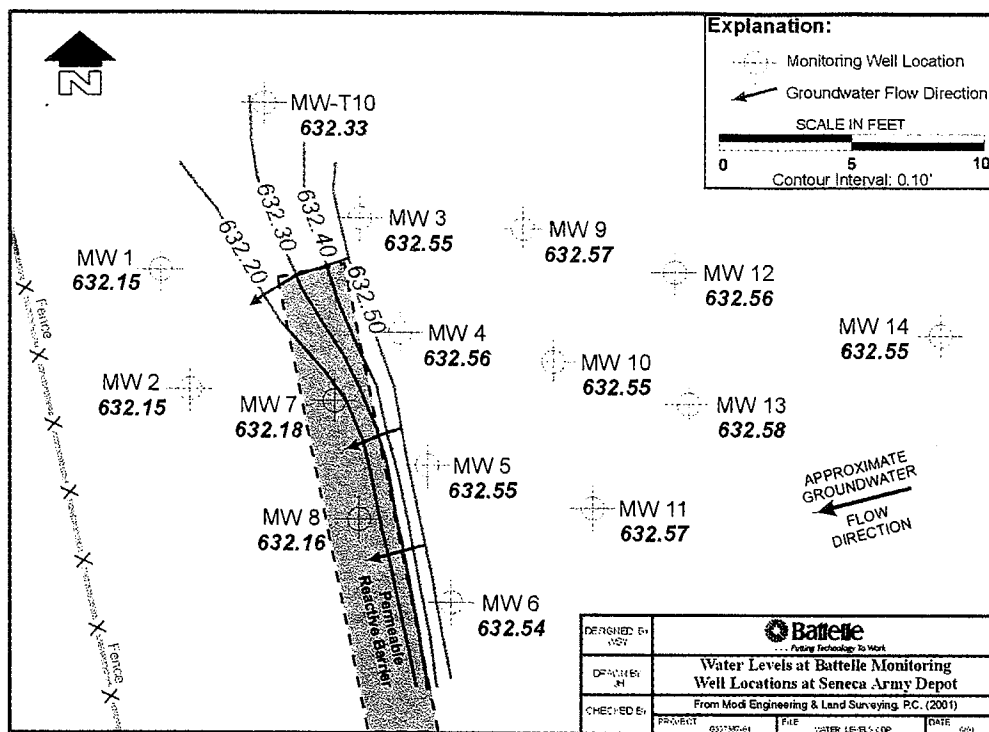 Explanation:
Monitoring Well Location
Groundwater Flow Direction
SCALE IN FEET
0 5 10
Contour Interval: 0.10'
N
MW-T10
632.33
632.20
632.30
632.40
632.50
MW 3
632.55
MW 9
632.57
MW 1
632.15
MW 12
632.56
MW 4
632.56
MW 14
632.55
MW 10
632.55
MW 2
632.15
MW 7
632.18
MW 13
632.58
MW 5
632.55
MW 8
632.16
MW 11
632.57
MW 6
632.54
APPROXIMATE
GROUNDWATER
FLOW
DIRECTION
Fence
Fence
Permeable
Reactive Barrier
DESIGNED BY
Battelle
... Putting Technology To Work
DRAWN BY
JH
Water Levels at Battelle Monitoring
Well Locations at Seneca Army Depot
CHECKED BY
From Modi Engineering & Land Surveying, P.C. (2001)
PROJECT
FILE
WATER LEVELS.CDR
DATE